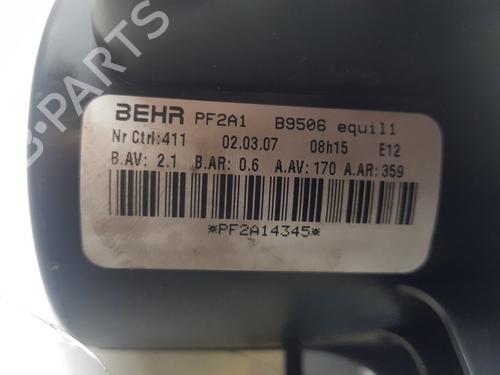 B-PARTS
BEHR PF2A1 B9506 equil1
Nr Ctrl:411 02.03.07 08h15 E12
B.AV: 2.1 B.AR: 0.6 A.AV: 170 A.AR: 359
*PF2A14345*